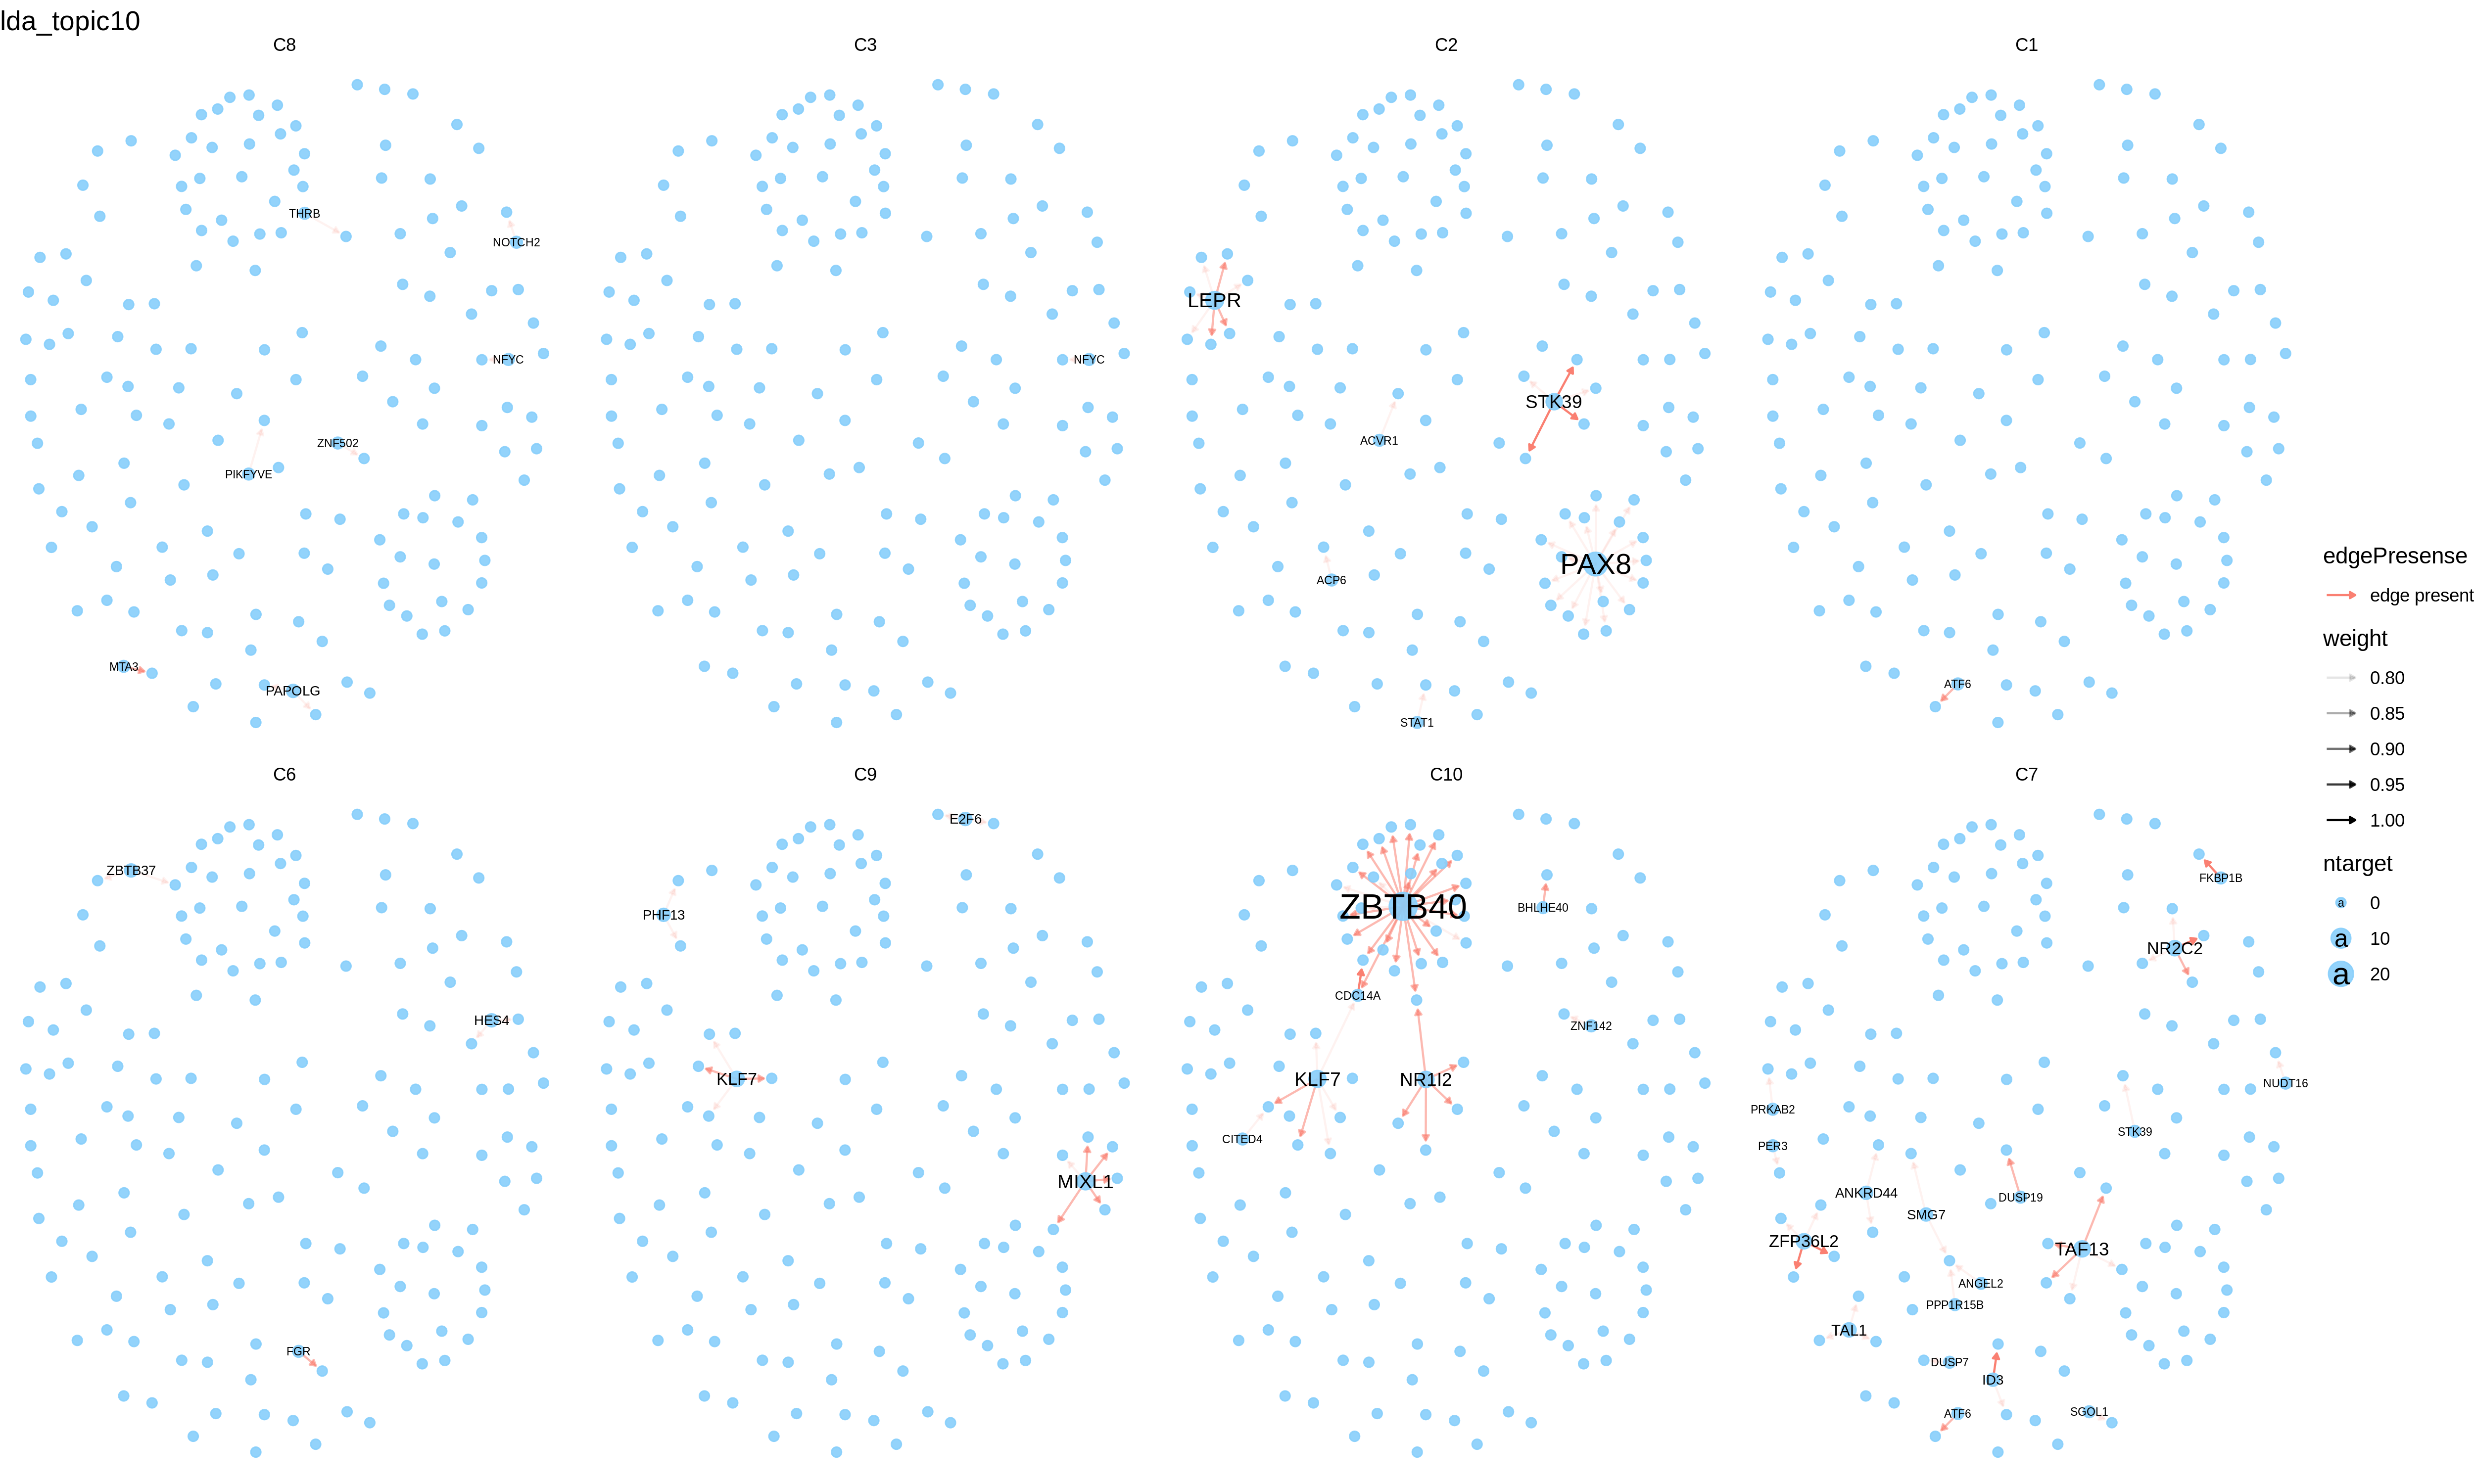 lda_topic10
C8
C3
C2
C1
THRB
NOTCH2
NFYC
ZNF502
PIKFYVE
MTA3
PAPOLG
NFYC
LEPR
STK39
ACVR1
PAX8
ACP6
STAT1
ATF6
C6
C9
C10
C7
ZBTB37
HES4
FGR
E2F6
PHF13
KLF7
MIXL1
ZBTB40
BHLHE40
CDC14A
ZNF142
KLF7
NR1I2
CITED4
FKBP1B
NR2C2
NUDT16
PRKAB2
STK39
PER3
ANKRD44
DUSP19
SMG7
ZFP36L2
TAF13
ANGEL2
PPP1R15B
TAL1
DUSP7
ID3
ATF6
SGOL1
edgePresense
edge present
weight
0.80
0.85
0.90
0.95
1.00
ntarget
a 0
a 10
a 20